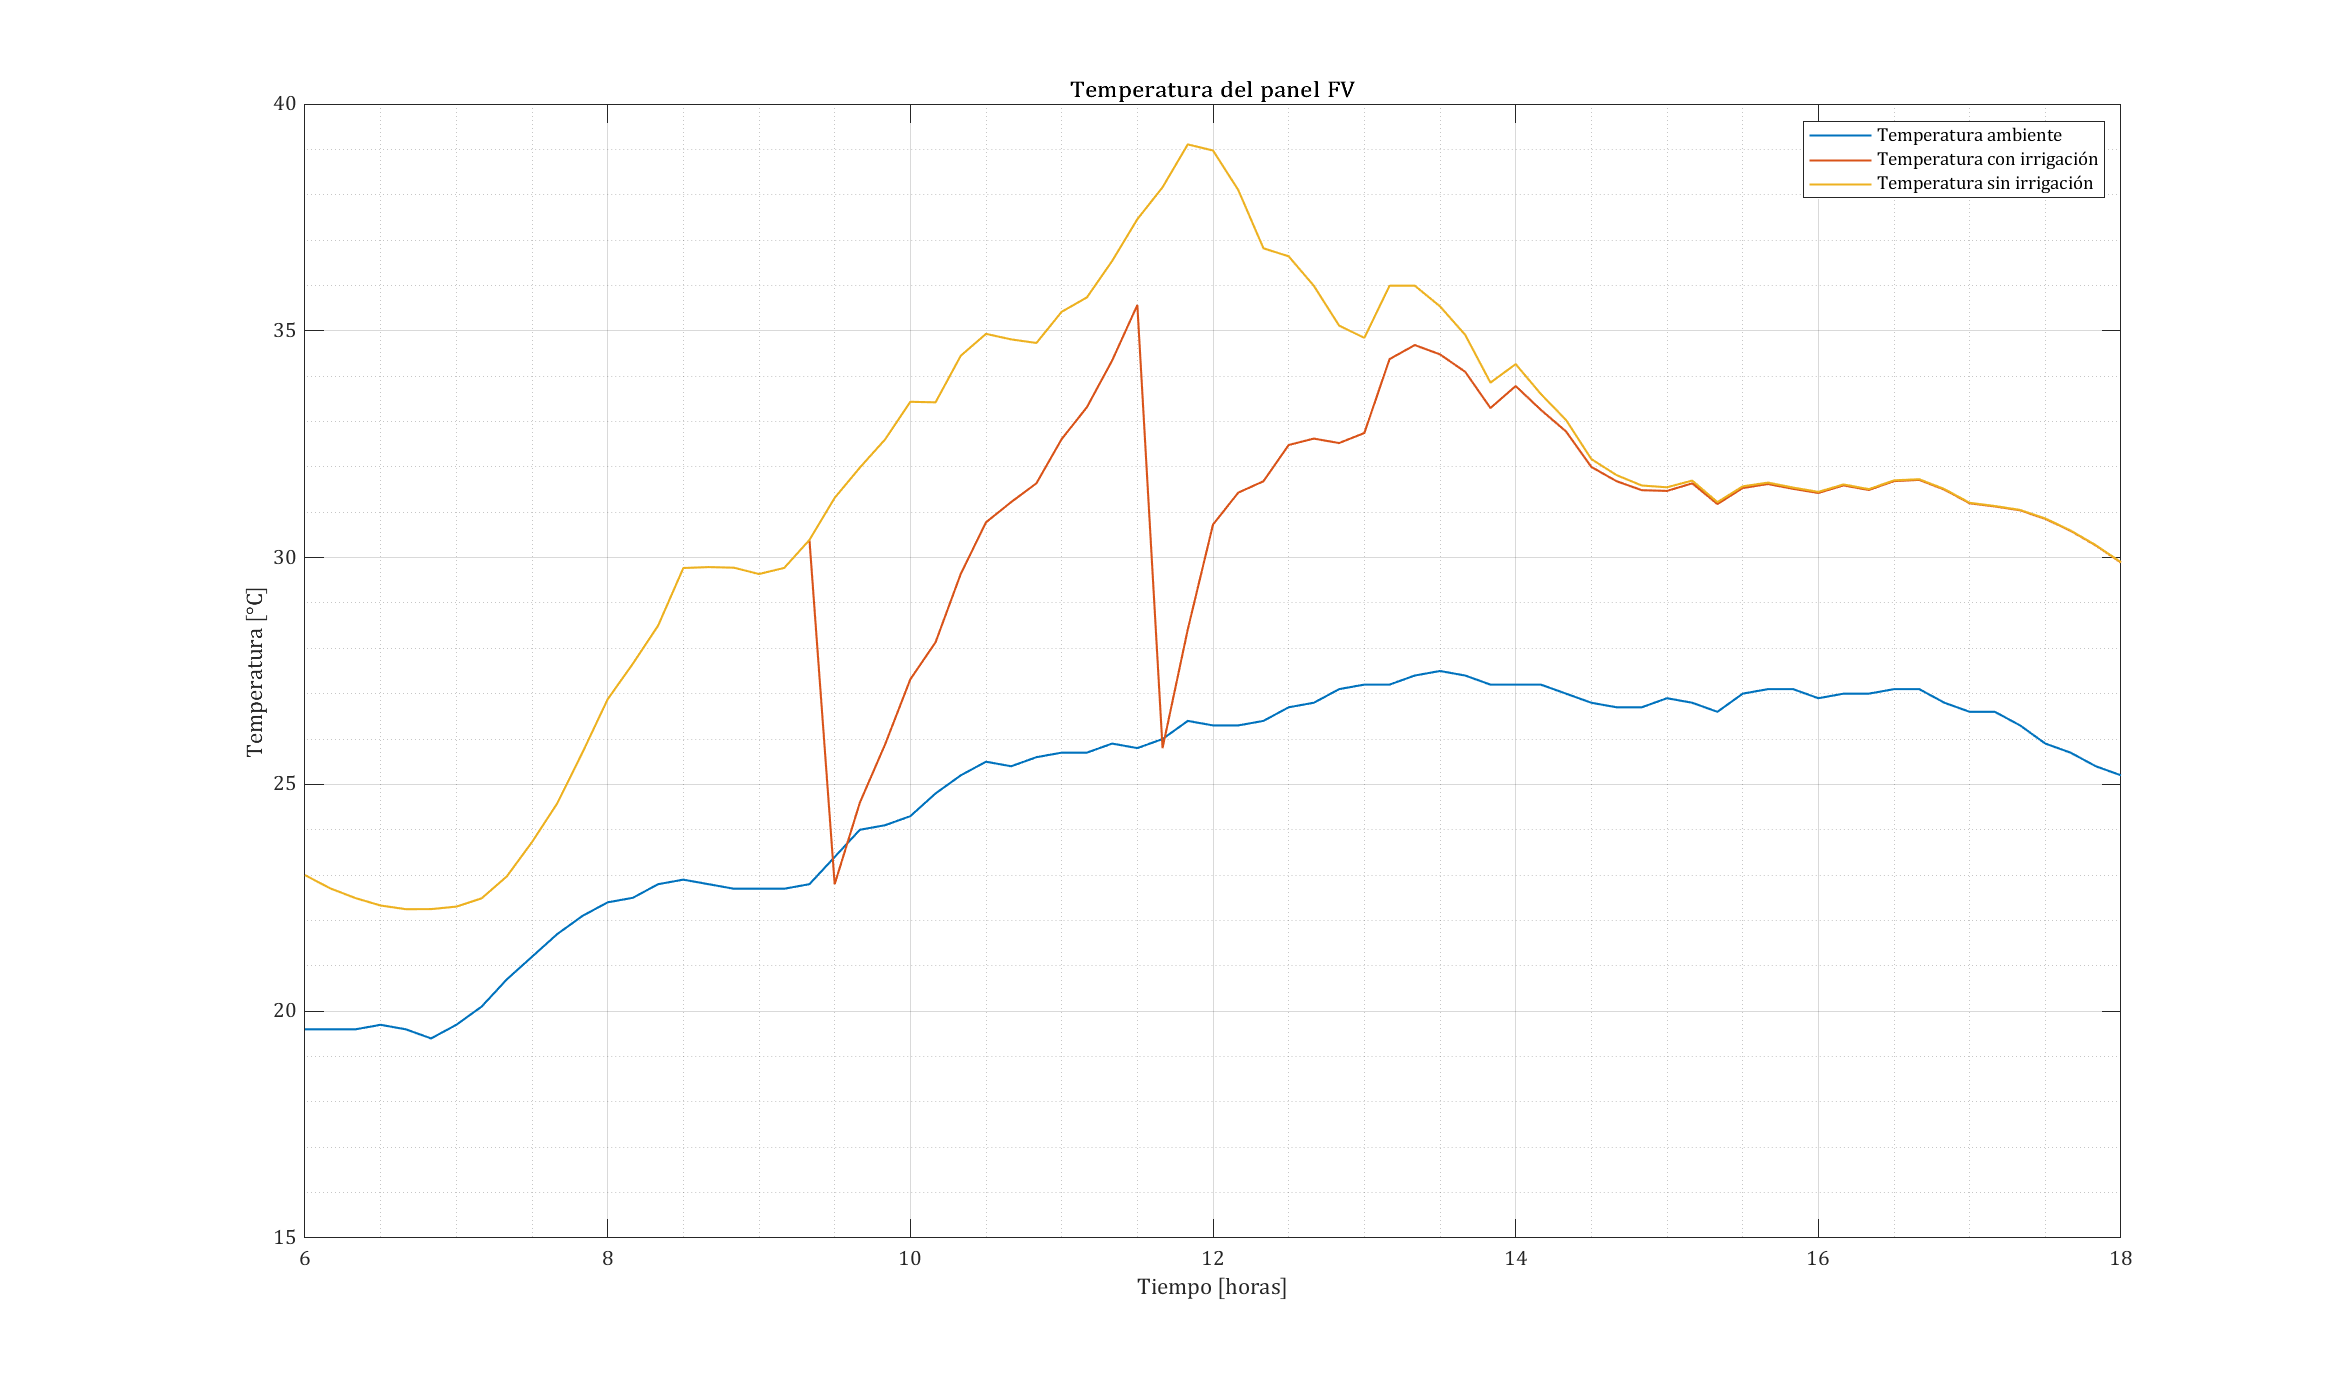 Temperatura del panel FV
Temperatura ambiente
Temperatura con irrigación
Temperatura sin irrigación
40
35
30
25
20
15
Temperatura [°C]
6 8 10 12 14 16 18
Tiempo [horas]